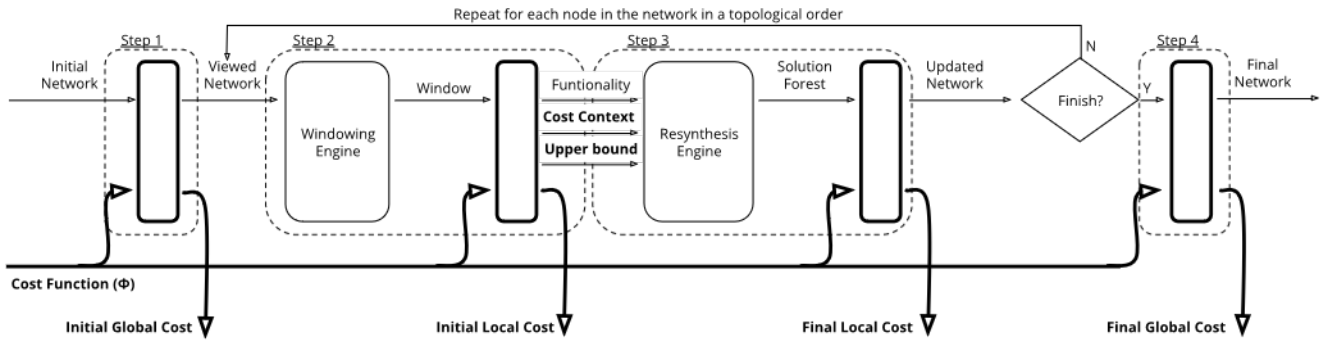 Repeat for each node in the network in a topological order
Step 1
Step 2
Step 3
Step 4
N
Initial
Network
Viewed
Network
Window
Funtionality
Cost Context
Upper bound
Windowing
Engine
Resynthesis
Engine
Solution
Forest
Updated
Network
Finish?
Y
Final
Network
Cost Function (Φ)
Initial Global Cost
Initial Local Cost
Final Local Cost
Final Global Cost